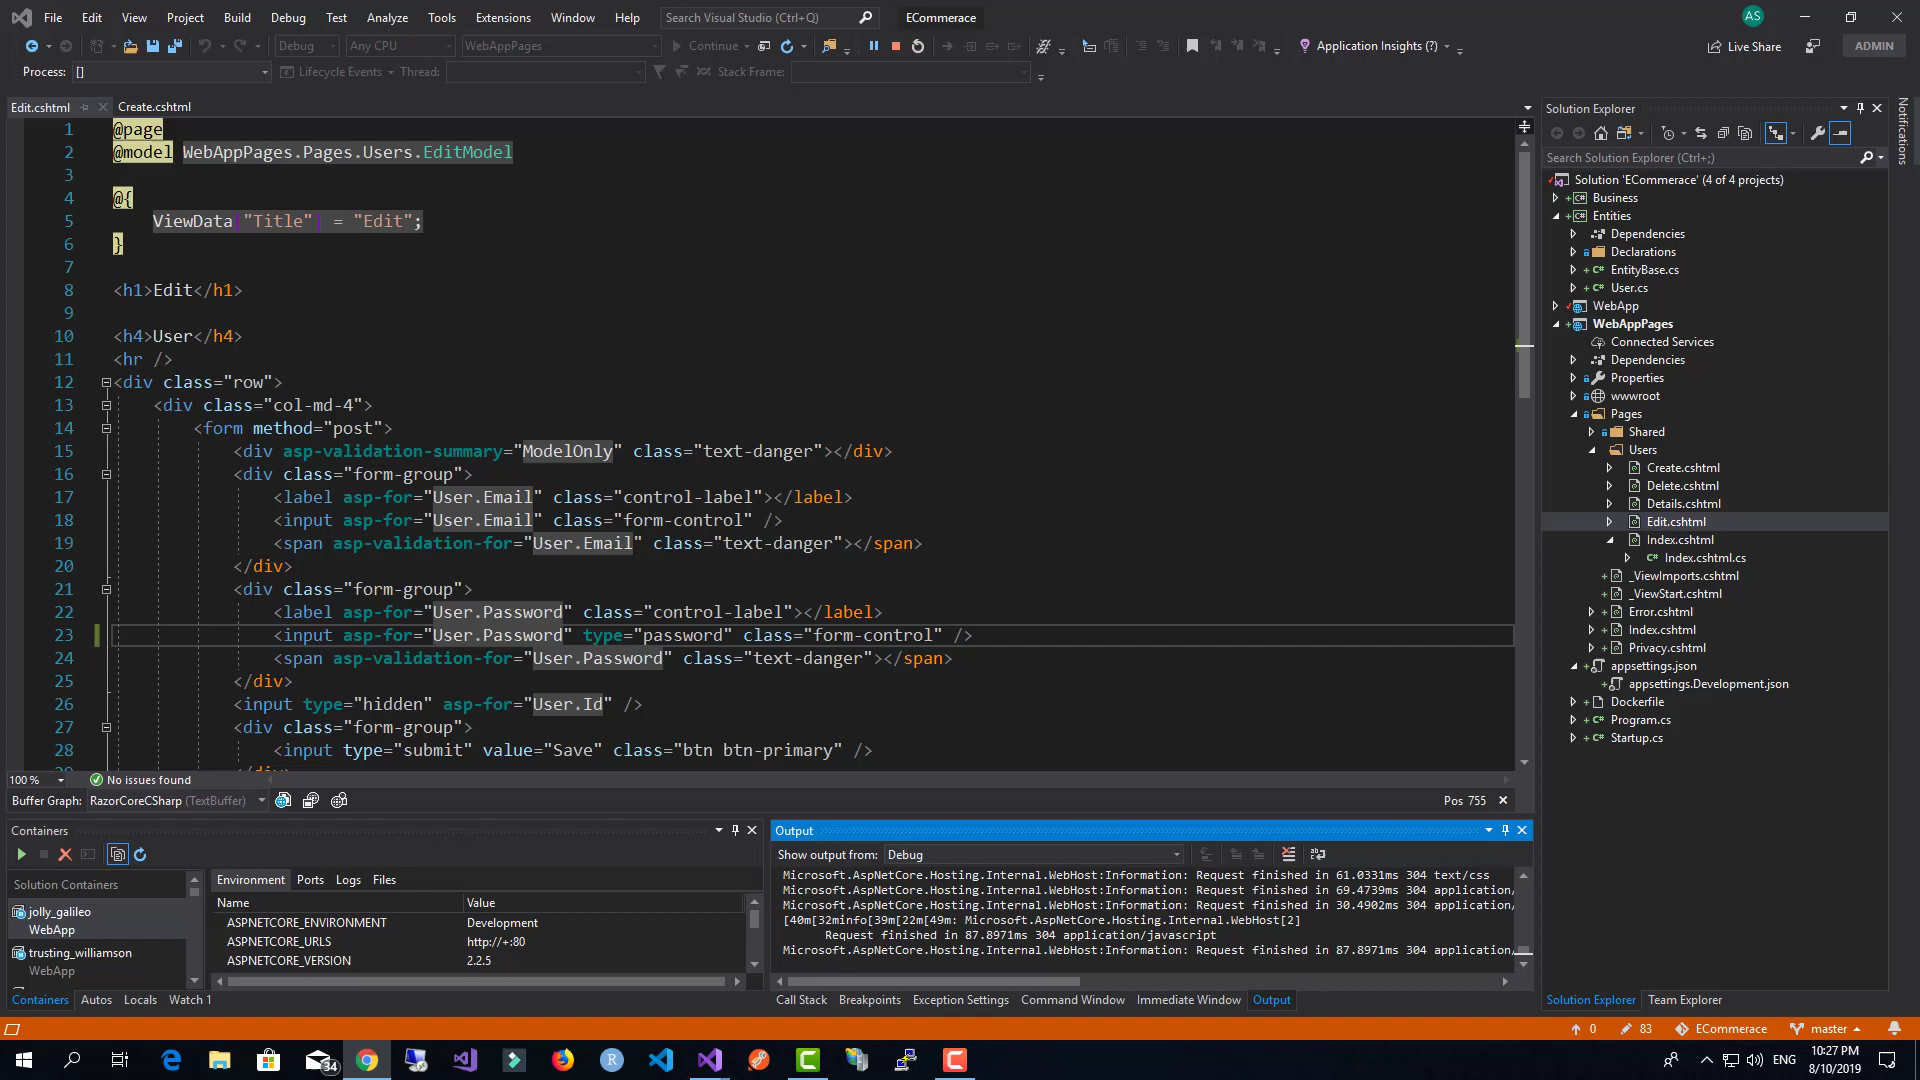 File Edit View Project Build Debug Test Analyze Tools Extensions Window Help Search Visual Studio (Ctrl+Q) ECommerace AS
Debug Any CPU WebAppPages Continue Application Insights (?) Live Share ADMIN
Process: [] Lifecycle Events Thread: Stack Frame:
Edit.cshtml Create.cshtml
1 @page
2 @model WebAppPages.Pages.Users.EditModel
3
4 @{
5 ViewData["Title"] = "Edit";
6 }
7
8 <h1>Edit</h1>
9
10 <h4>User</h4>
11 <hr />
12 <div class="row">
13 <div class="col-md-4">
14 <form method="post">
15 <div asp-validation-summary="ModelOnly" class="text-danger"></div>
16 <div class="form-group">
17 <label asp-for="User.Email" class="control-label"></label>
18 <input asp-for="User.Email" class="form-control" />
19 <span asp-validation-for="User.Email" class="text-danger"></span>
20 </div>
21 <div class="form-group">
22 <label asp-for="User.Password" class="control-label"></label>
23 <input asp-for="User.Password" type="password" class="form-control" />
24 <span asp-validation-for="User.Password" class="text-danger"></span>
25 </div>
26 <input type="hidden" asp-for="User.Id" />
27 <div class="form-group">
28 <input type="submit" value="Save" class="btn btn-primary" />
100 % No issues found
Buffer Graph: RazorCoreCSharp (TextBuffer) Pos 755
Containers
Solution Containers
jolly_galileo
WebApp
trusting_williamson
WebApp
Environment Ports Logs Files
Name Value
ASPNETCORE_ENVIRONMENT Development
ASPNETCORE_URLS http://+:80
ASPNETCORE_VERSION 2.2.5
Containers Autos Locals Watch 1
Output
Show output from: Debug
Microsoft.AspNetCore.Hosting.Internal.WebHost:Information: Request finished in 61.0331ms 304 text/css
Microsoft.AspNetCore.Hosting.Internal.WebHost:Information: Request finished in 69.4739ms 304 application/
Microsoft.AspNetCore.Hosting.Internal.WebHost:Information: Request finished in 30.4902ms 304 application/
[40m[32minfo[39m[22m[49m: Microsoft.AspNetCore.Hosting.Internal.WebHost[2]
Request finished in 87.8971ms 304 application/javascript
Microsoft.AspNetCore.Hosting.Internal.WebHost:Information: Request finished in 87.8971ms 304 application/
Call Stack Breakpoints Exception Settings Command Window Immediate Window Output
Solution Explorer
Search Solution Explorer (Ctrl+;)
Solution 'ECommerace' (4 of 4 projects)
Business
Entities
Dependencies
Declarations
EntityBase.cs
User.cs
WebApp
WebAppPages
Connected Services
Dependencies
Properties
wwwroot
Pages
Shared
Users
Create.cshtml
Delete.cshtml
Details.cshtml
Edit.cshtml
Index.cshtml
Index.cshtml.cs
_ViewImports.cshtml
_ViewStart.cshtml
Error.cshtml
Index.cshtml
Privacy.cshtml
appsettings.json
appsettings.Development.json
Dockerfile
Program.cs
Startup.cs
Solution Explorer Team Explorer
Notifications
0 83 ECommerace master
34 ENG 10:27 PM
8/10/2019